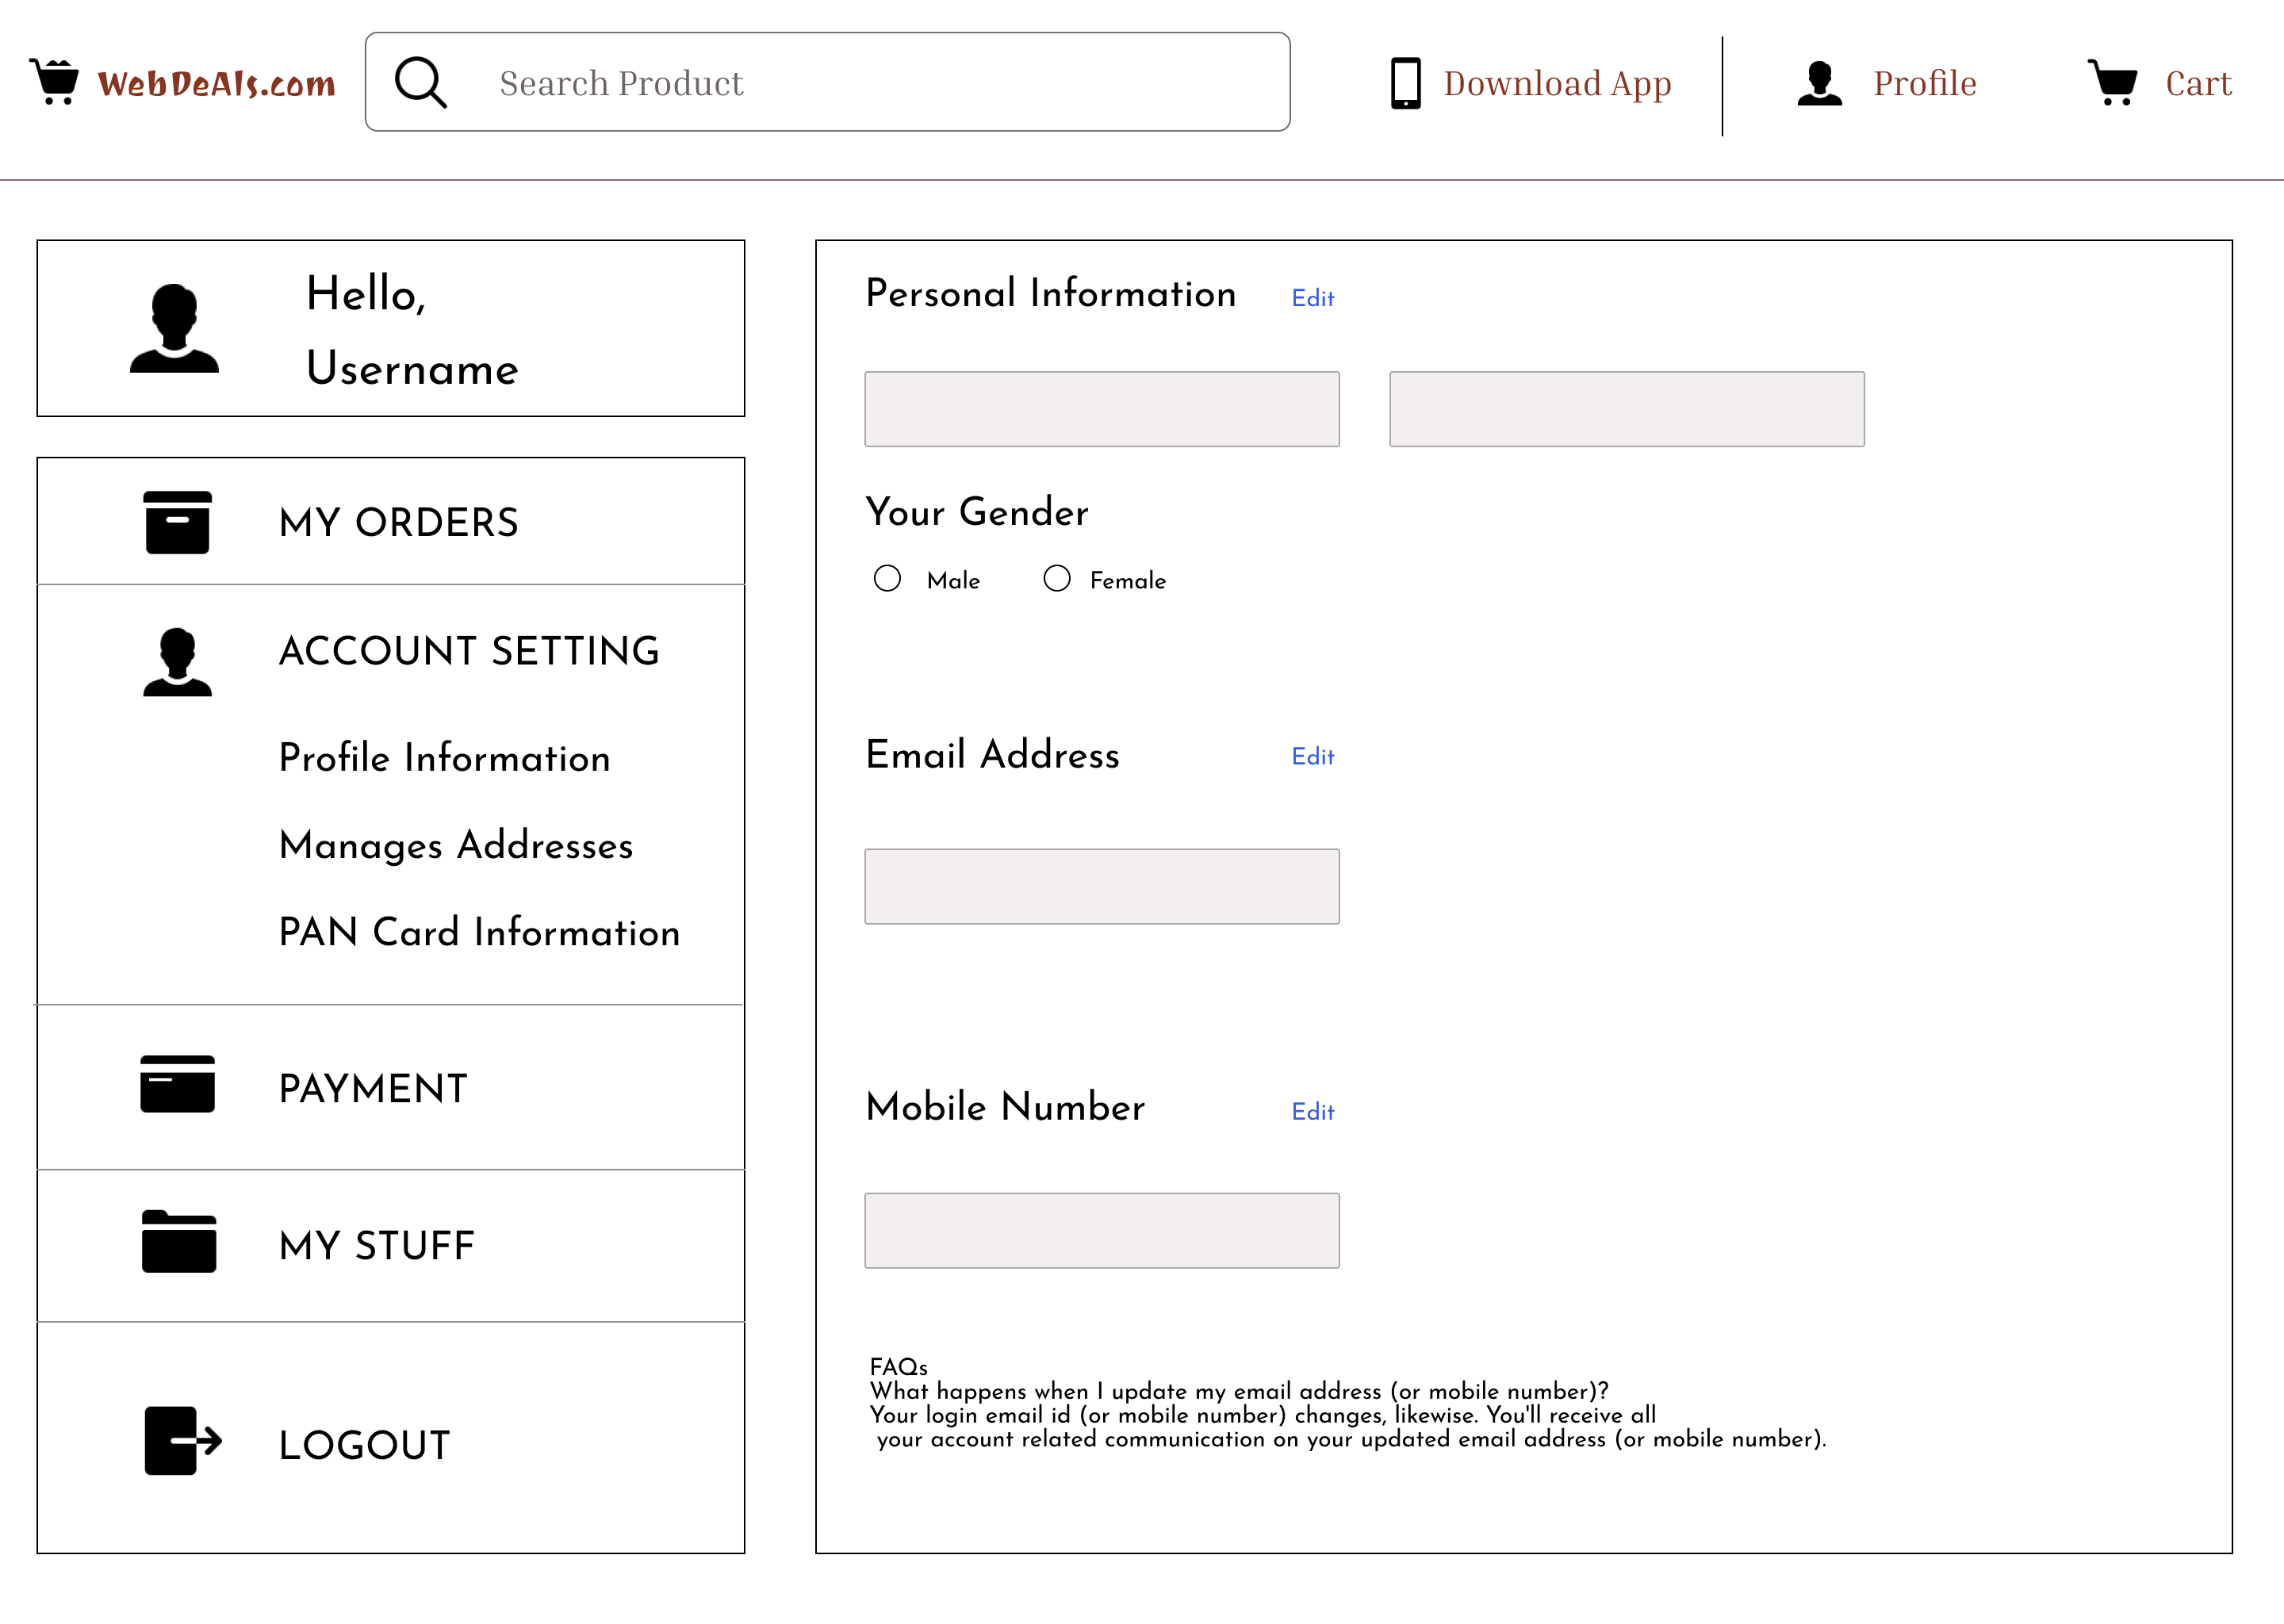 WebDeAls.com
Search Product
Download App
Profile
Cart
Hello,
Username
MY ORDERS
ACCOUNT SETTING
Profile Information
Manages Addresses
PAN Card Information
PAYMENT
MY STUFF
LOGOUT
Personal Information Edit
Your Gender
Male Female
Email Address Edit
Mobile Number Edit
FAQs
What happens when I update my email address (or mobile number)?
Your login email id (or mobile number) changes, likewise. You'll receive all
your account related communication on your updated email address (or mobile number).